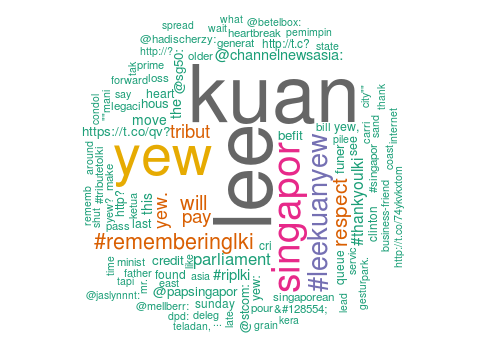 what
spread @betelbox:
tak wait heartbreak pemimpin
@hadischerzy: generat http://t.c? state
http://? older @channelnewsasia:
prime
forward loss
say heart the @sg50:
""mani
legaci hous
condol
move
https://t.co/qv? tribut
kuan
lee
yew
singapor
#leekuanyew
befit bill yew,
pile
funer
see
carri
sand
city""
thank
internet
respect
#thankyoulki
#singapor
coast
business-friend
http://t.co/74ykvkxtom
around
rememb
shut
#tributetolki
yew?
make
http?
pass
ketua
last
this
yew. will
pay
#rememberinglki
cri
parliament
credit
time minist
father found asia
like
#riplki
tapi east
mr.
@papsingapor
@jaslynnnt:
sunday
@mellberr:
dpd: deleg
teladan, ...
late
@stcom:
grain
yew:
pour&#128554;
kera
singaporean
lead
queue
servic
clinton
gestur
park.